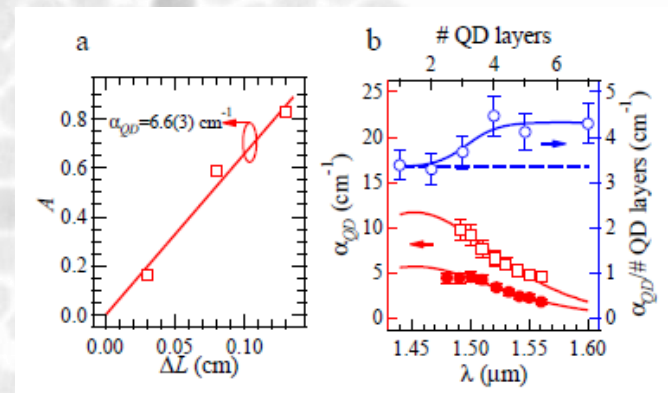 a
A
0.8
0.6
0.4
0.2
0.0
α_QD=6.6(3) cm⁻¹
0.00 0.05 0.10
ΔL (cm)
b
# QD layers
2 4 6
α_QD (cm⁻¹)
25
20
15
10
5
0
5
4
3
2
1
0
α_QD/# QD layers (cm⁻¹)
1.45 1.50 1.55 1.60
λ (μm)